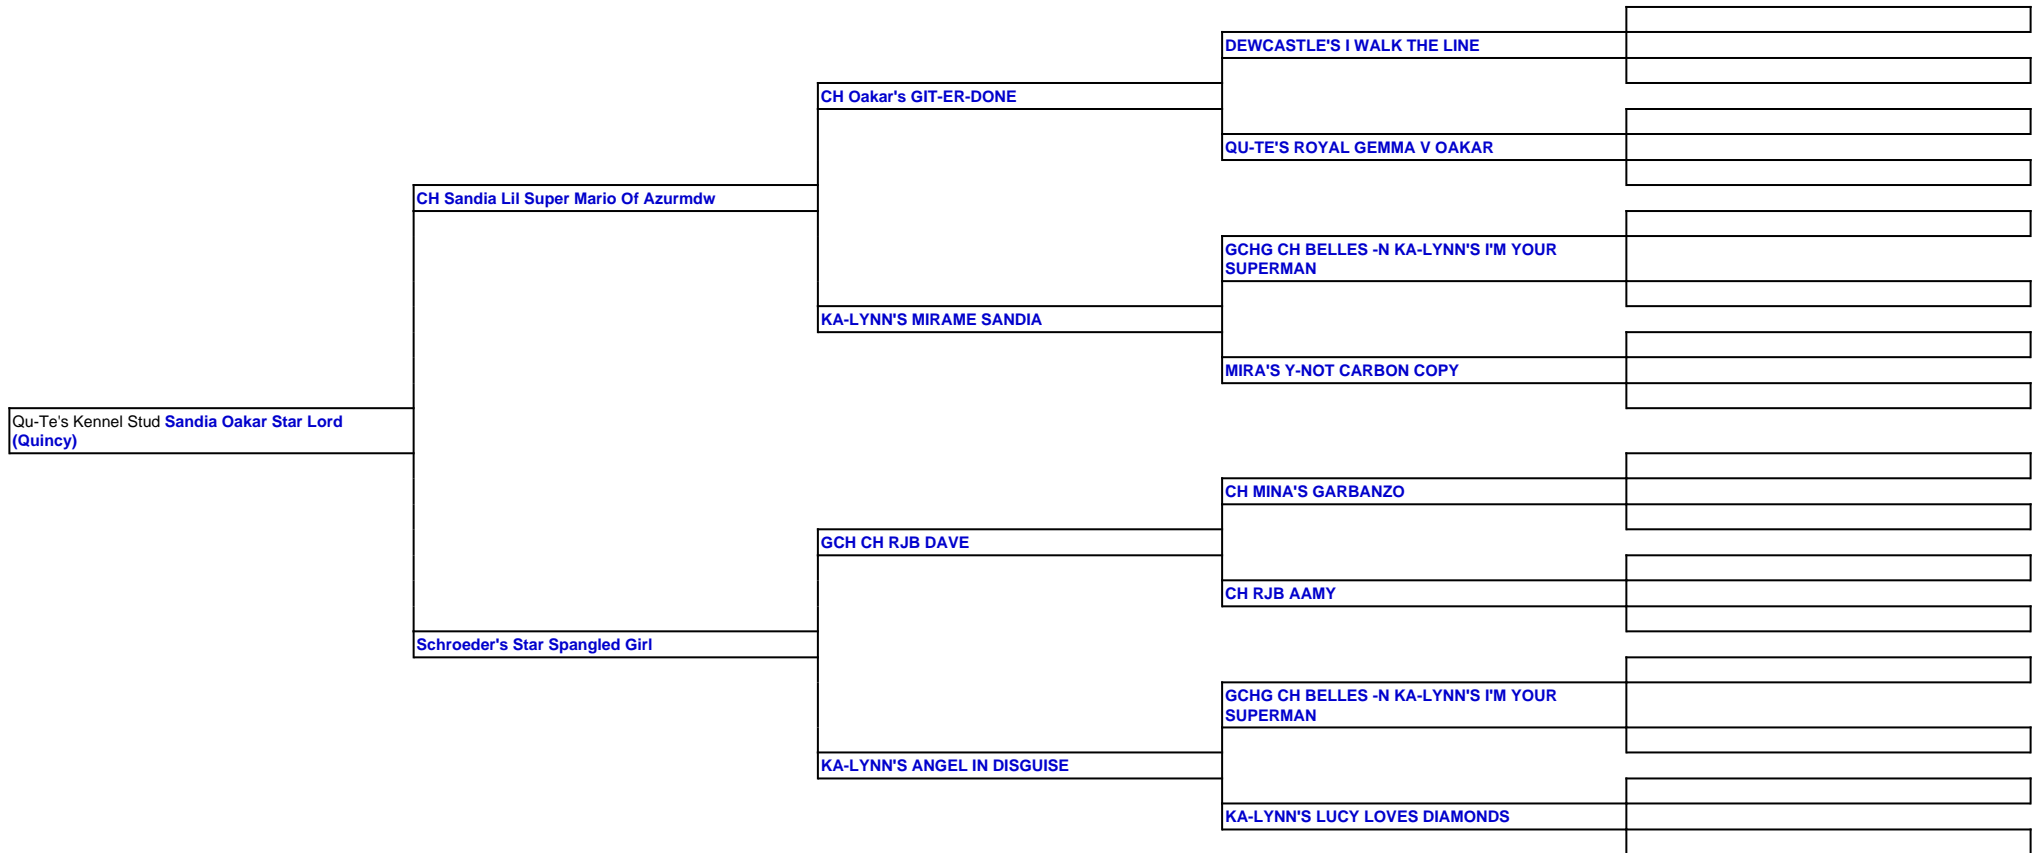 DEWCASTLE'S I WALK THE LINE
CH Oakar's GIT-ER-DONE
QU-TE'S ROYAL GEMMA V OAKAR
CH Sandia Lil Super Mario Of Azurmdw
GCHG CH BELLES -N KA-LYNN'S I'M YOUR
SUPERMAN
KA-LYNN'S MIRAME SANDIA
MIRA'S Y-NOT CARBON COPY
Qu-Te's Kennel Stud Sandia Oakar Star Lord
(Quincy)
CH MINA'S GARBANZO
GCH CH RJB DAVE
CH RJB AAMY
Schroeder's Star Spangled Girl
GCHG CH BELLES -N KA-LYNN'S I'M YOUR
SUPERMAN
KA-LYNN'S ANGEL IN DISGUISE
KA-LYNN'S LUCY LOVES DIAMONDS